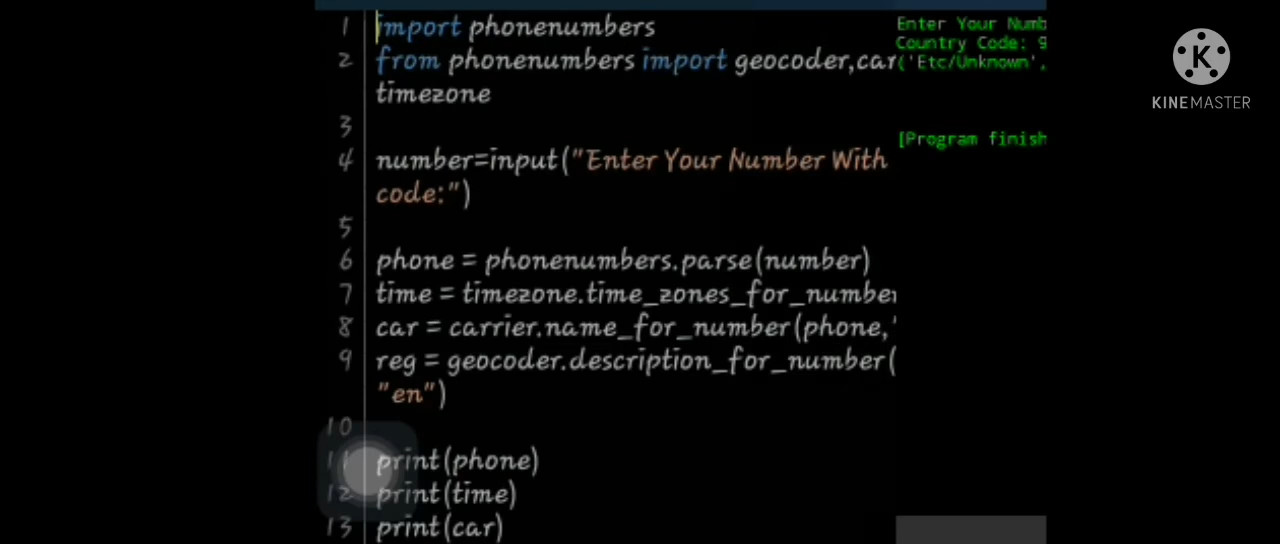 1 import phonenumbers
2 from phonenumbers import geocoder,car
timezone
3
4 number=input("Enter Your Number With
code:")
5
6 phone = phonenumbers.parse(number)
7 time = timezone.time_zones_for_number
8 car = carrier.name_for_number(phone,'
9 reg = geocoder.description_for_number(
"en")
10
11 print(phone)
12 print(time)
13 print(car)
Enter Your Numb
Country Code: 9
('Etc/Unknown',
[Program finish
KINEMASTER